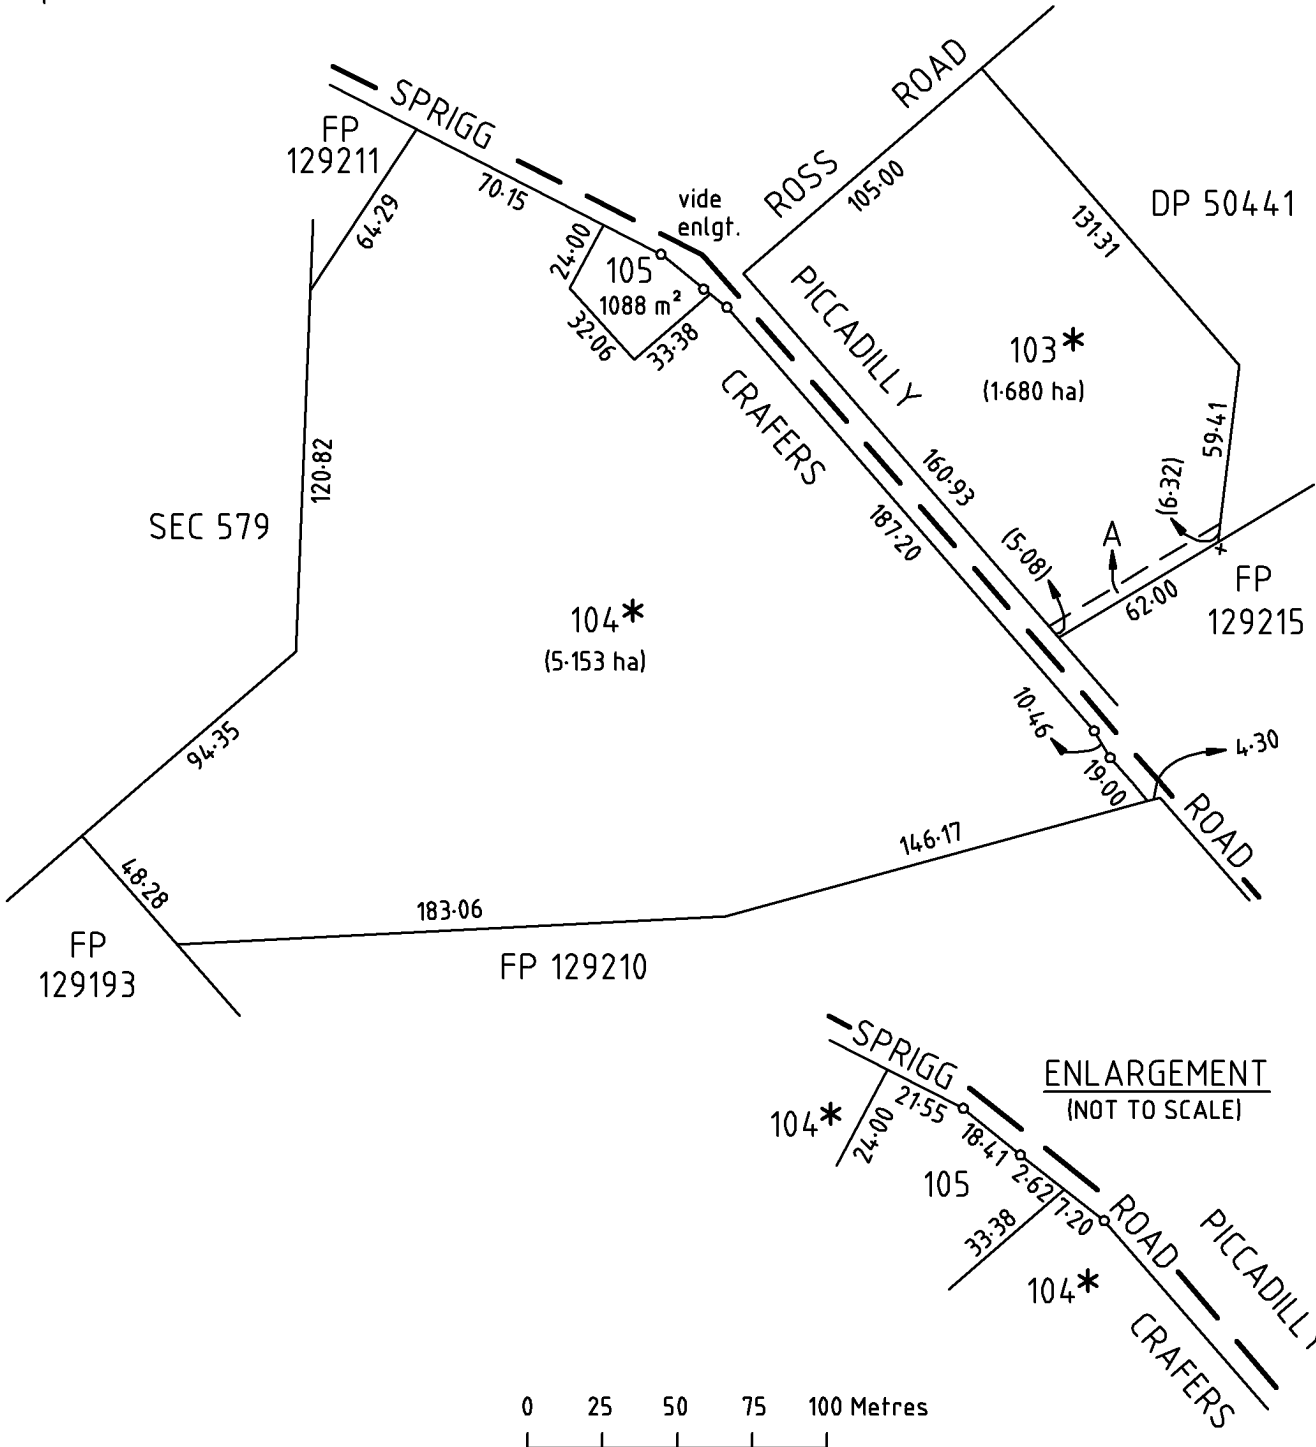 SPRIGG
FP
129211
70·15
64·29
24·00
105
1088 m²
32·06
33·38
vide
enlgt.
ROSS ROAD
105·00
131·31
DP 50441
PICCADILLY
103*
(1·680 ha)
CRAFERS
160·93
187·20
59·41
(6·32)
(5·08)
A
62·00
FP
129215
120·82
SEC 579
104*
(5·153 ha)
94·35
10·46
19·00
4·30
ROAD
146·17
48·28
183·06
FP
129193
FP 129210
SPRIGG
ENLARGEMENT
(NOT TO SCALE)
21·55
104*
24·00
18·41
105
2·62
7·20
ROAD
33·38
104*
PICCADILLY
CRAFERS
0 25 50 75 100 Metres